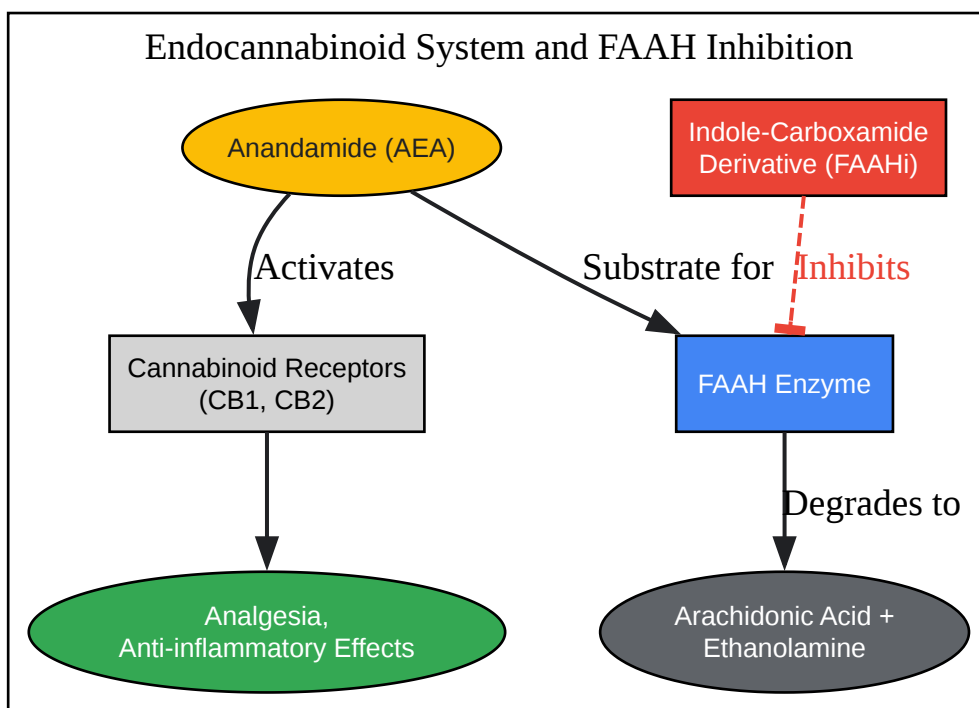 Endocannabinoid System and FAAH Inhibition
Anandamide (AEA)
Indole-Carboxamide
Derivative (FAAHi)
Activates
Substrate for
Inhibits
Cannabinoid Receptors
(CB1, CB2)
FAAH Enzyme
Degrades to
Analgesia,
Anti-inflammatory Effects
Arachidonic Acid +
Ethanolamine